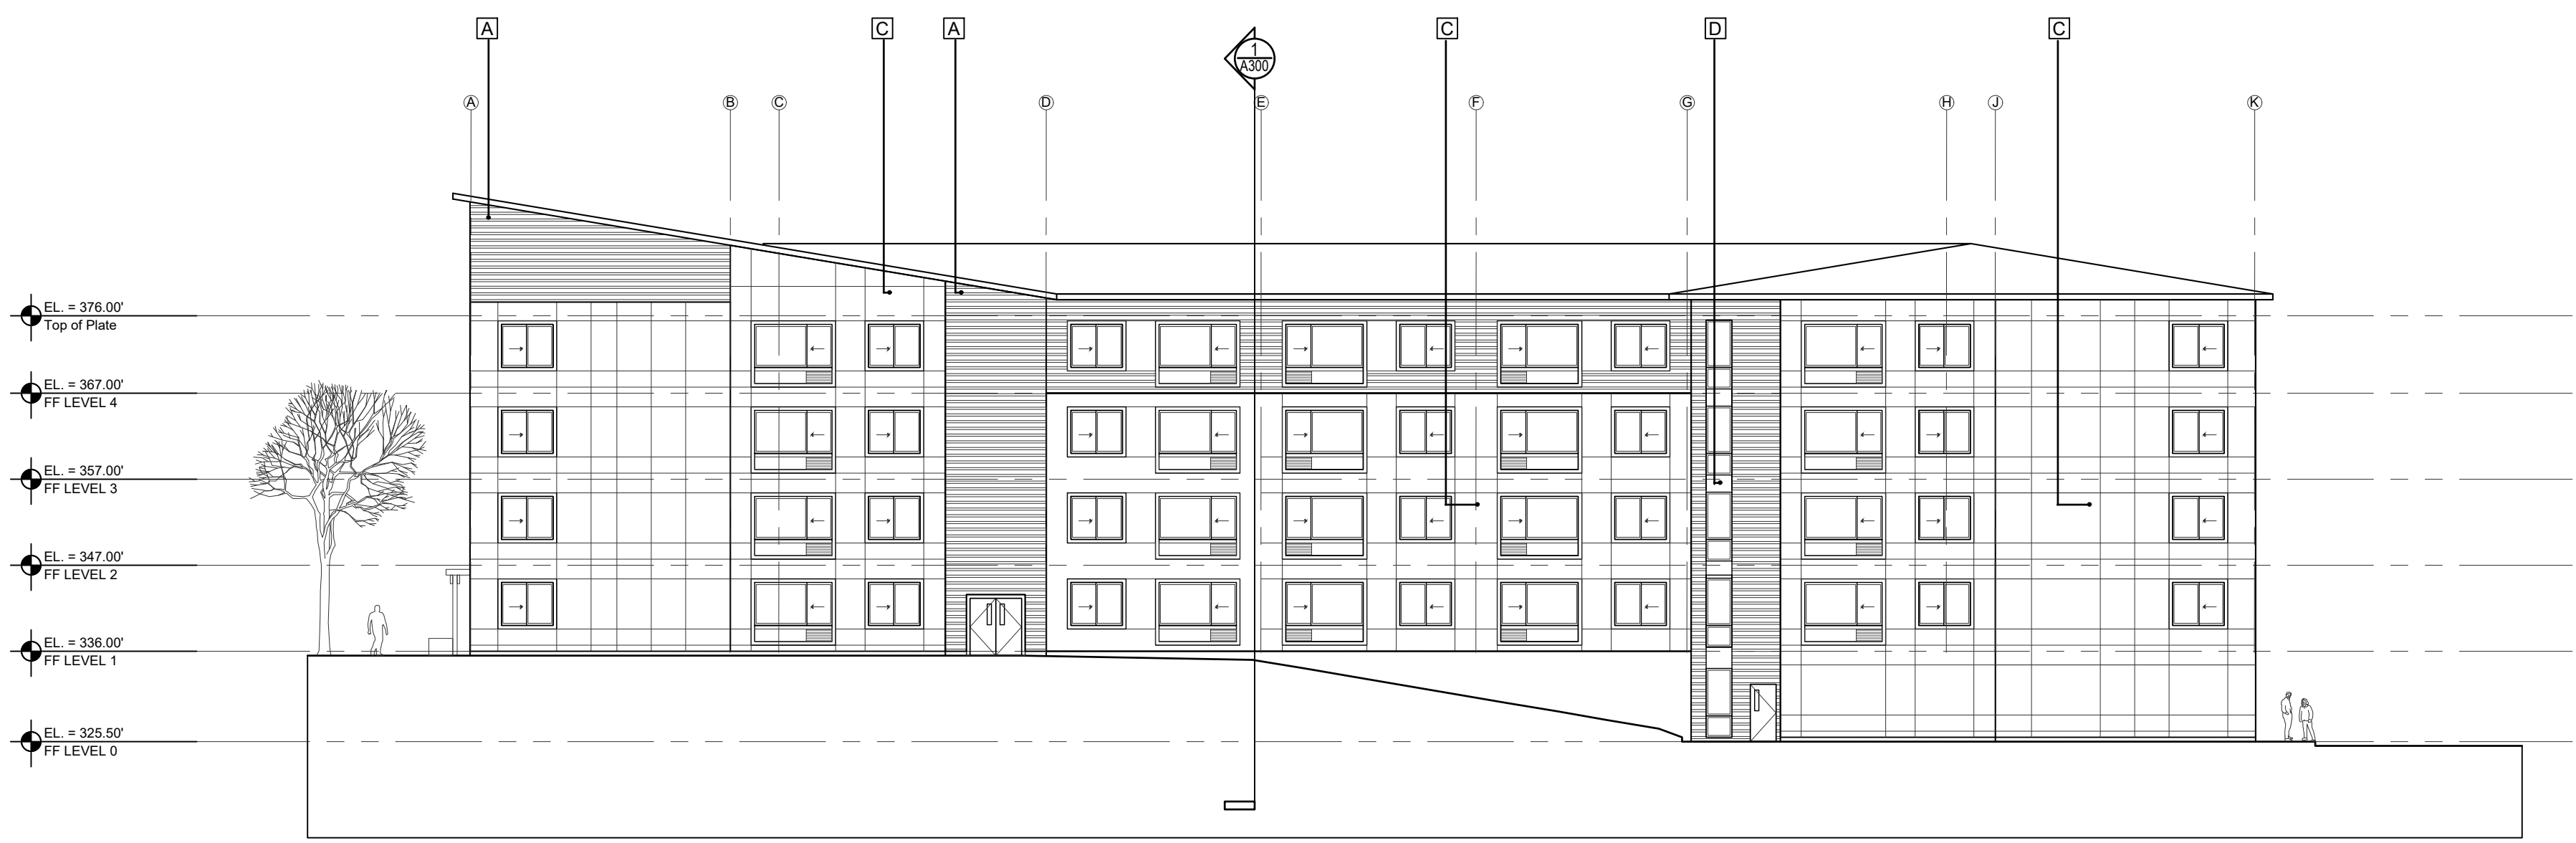 A C A C D C
1
A300
A B C D E F G H J K
EL. = 376.00'
Top of Plate
EL. = 367.00'
FF LEVEL 4
EL. = 357.00'
FF LEVEL 3
EL. = 347.00'
FF LEVEL 2
EL. = 336.00'
FF LEVEL 1
EL. = 325.50'
FF LEVEL 0